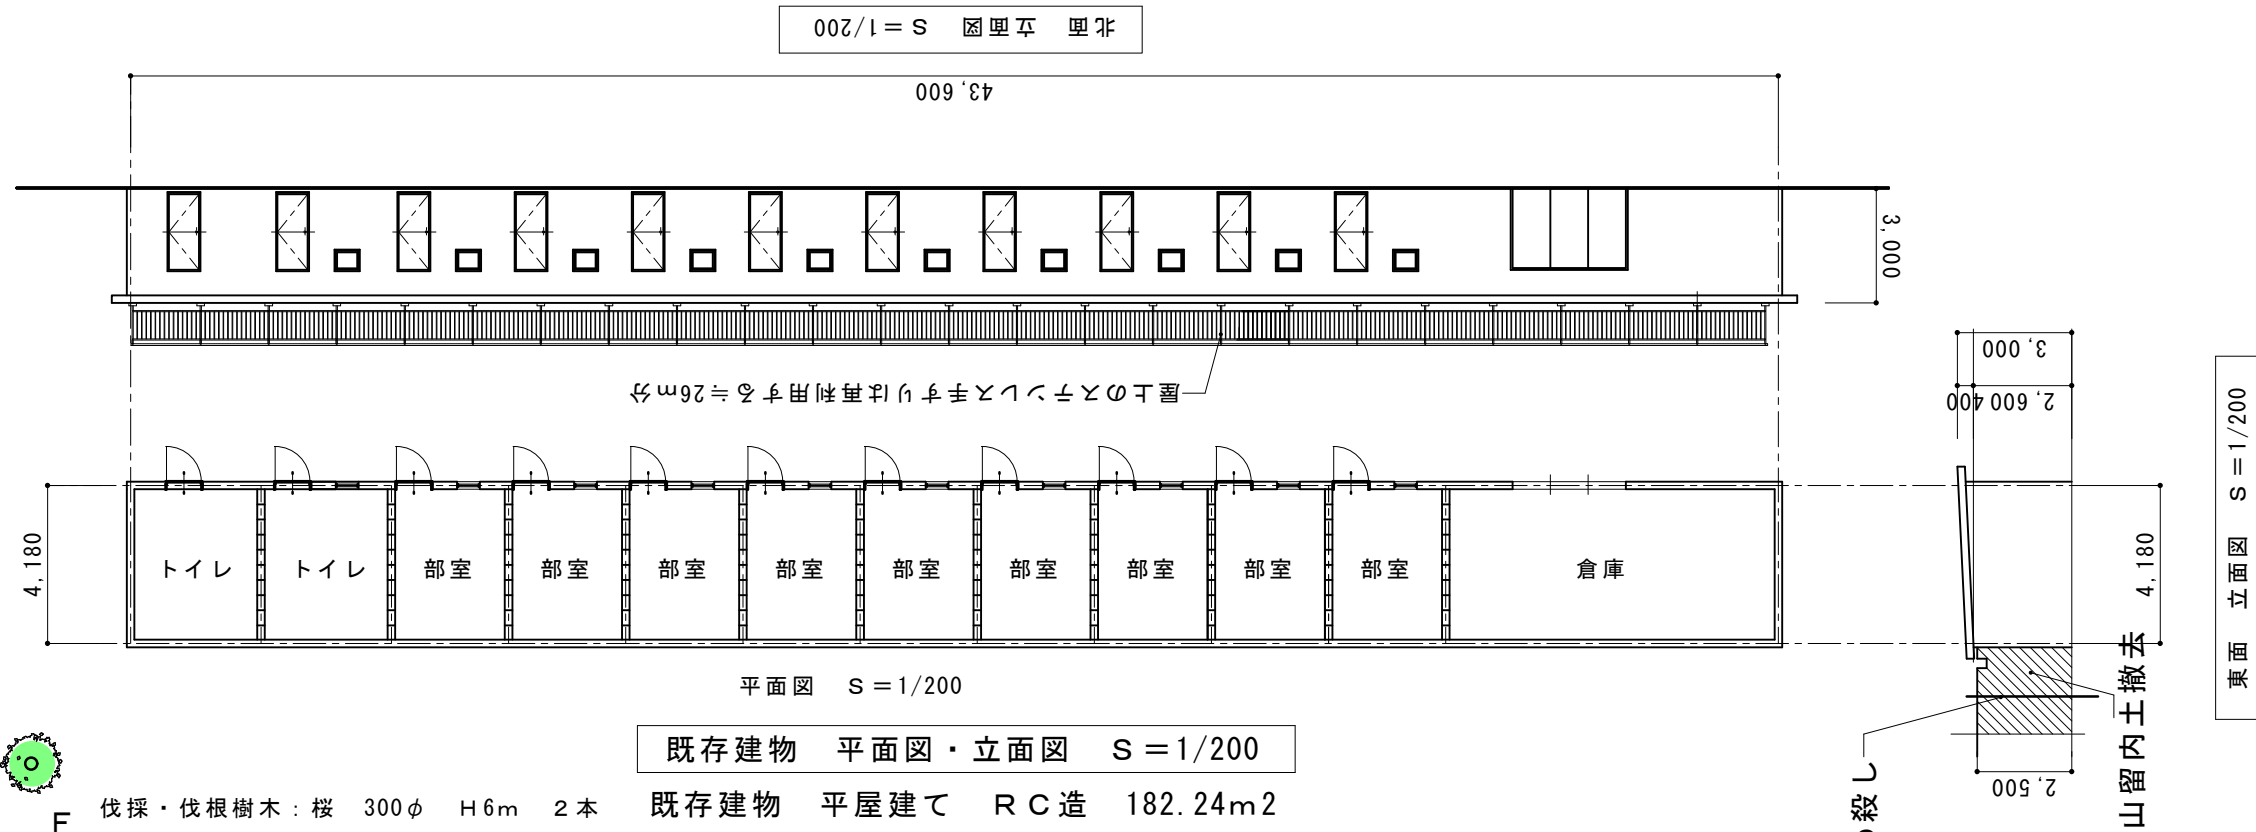 北面　立面図　S＝1/200
43,600
3,000
屋上のステンレス手すりは再利用する≒26m分
3,000
2,600
400
4,180
トイレ
トイレ
部室
部室
部室
部室
部室
部室
部室
部室
部室
倉庫
4,180
東面　立面図　S＝1/200
平面図　S＝1/200
既存建物　平面図・立面図　S＝1/200
既存建物　平屋建て　RC造　182.24m2
伐採・伐根樹木：桜　300φ　H6m　2本
山留内土撤去
殺し
2,500